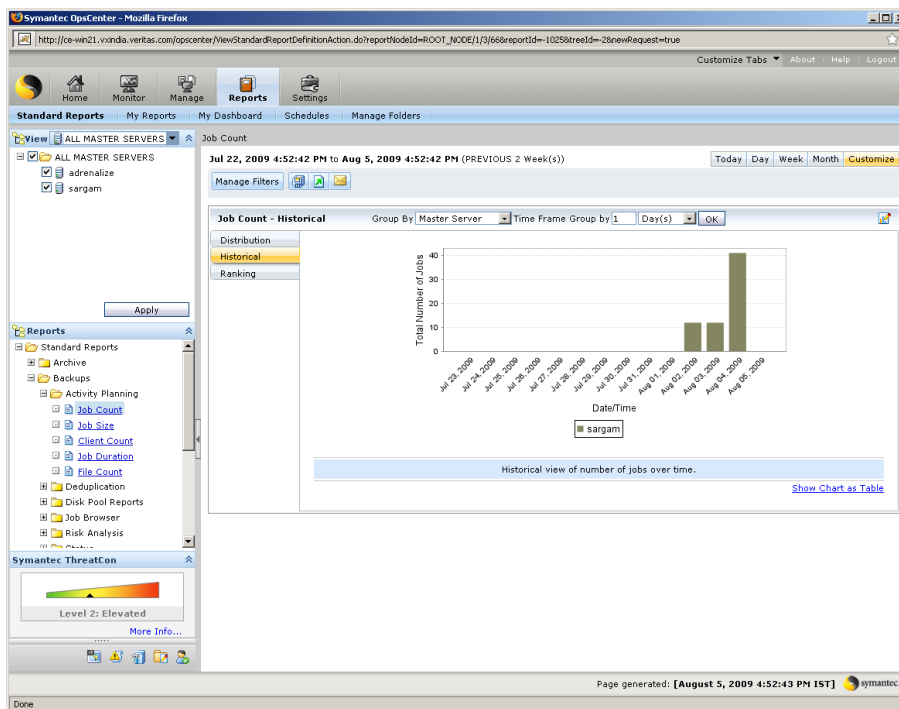 Symantec OpsCenter - Mozilla Firefox
http://ce-win21.vxindia.veritas.com/opscenter/ViewStandardReportDefinitionAction.do?reportNodeId=ROOT_NODE/1/3/66&reportId=-1025&treeId=-2&newRequest=true
Customize Tabs About Help Logout
Home Monitor Manage Reports Settings
Standard Reports My Reports My Dashboard Schedules Manage Folders
View ALL MASTER SERVERS
ALL MASTER SERVERS
adrenalize
sargam
Apply
Reports
Standard Reports
Archive
Backups
Activity Planning
Job Count
Job Size
Client Count
Job Duration
File Count
Deduplication
Disk Pool Reports
Job Browser
Risk Analysis
Symantec ThreatCon
Level 2: Elevated
More Info...
Job Count
Jul 22, 2009 4:52:42 PM to Aug 5, 2009 4:52:42 PM (PREVIOUS 2 Week(s))
Today Day Week Month Customize
Manage Filters
Job Count - Historical Group By Master Server Time Frame Group by 1 Day(s) OK
Distribution
Historical
Ranking
Total Number of Jobs
40
30
20
10
0
Jul 23, 2009
Jul 24, 2009
Jul 25, 2009
Jul 26, 2009
Jul 27, 2009
Jul 28, 2009
Jul 29, 2009
Jul 30, 2009
Jul 31, 2009
Aug 01, 2009
Aug 02, 2009
Aug 03, 2009
Aug 04, 2009
Aug 05, 2009
Date/Time
sargam
Historical view of number of jobs over time.
Show Chart as Table
Page generated: [August 5, 2009 4:52:43 PM IST] symantec.
Done